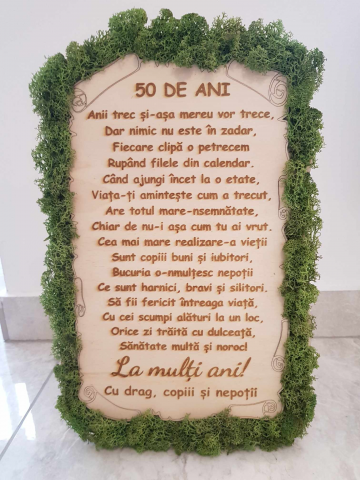 50 DE ANI
Anii trec și-așa mereu vor trece,
Dar nimic nu este în zadar,
Fiecare clipă o petrecem
Rupând filele din calendar.
Când ajungi încet la o etate,
Viața-ți amintește cum a trecut,
Are totul mare-nsemnătate,
Chiar de nu-i așa cum tu ai vrut.
Cea mai mare realizare-a vieții
Sunt copiii buni și iubitori,
Bucuria o-nmulțesc nepoții
Ce sunt harnici, bravi și silitori.
Să fii fericit întreaga viață,
Cu cei scumpi alături la un loc,
Orice zi trăită cu dulceață,
Sănătate multă și noroc!
La mulți ani!
Cu drag, copiii și nepoții